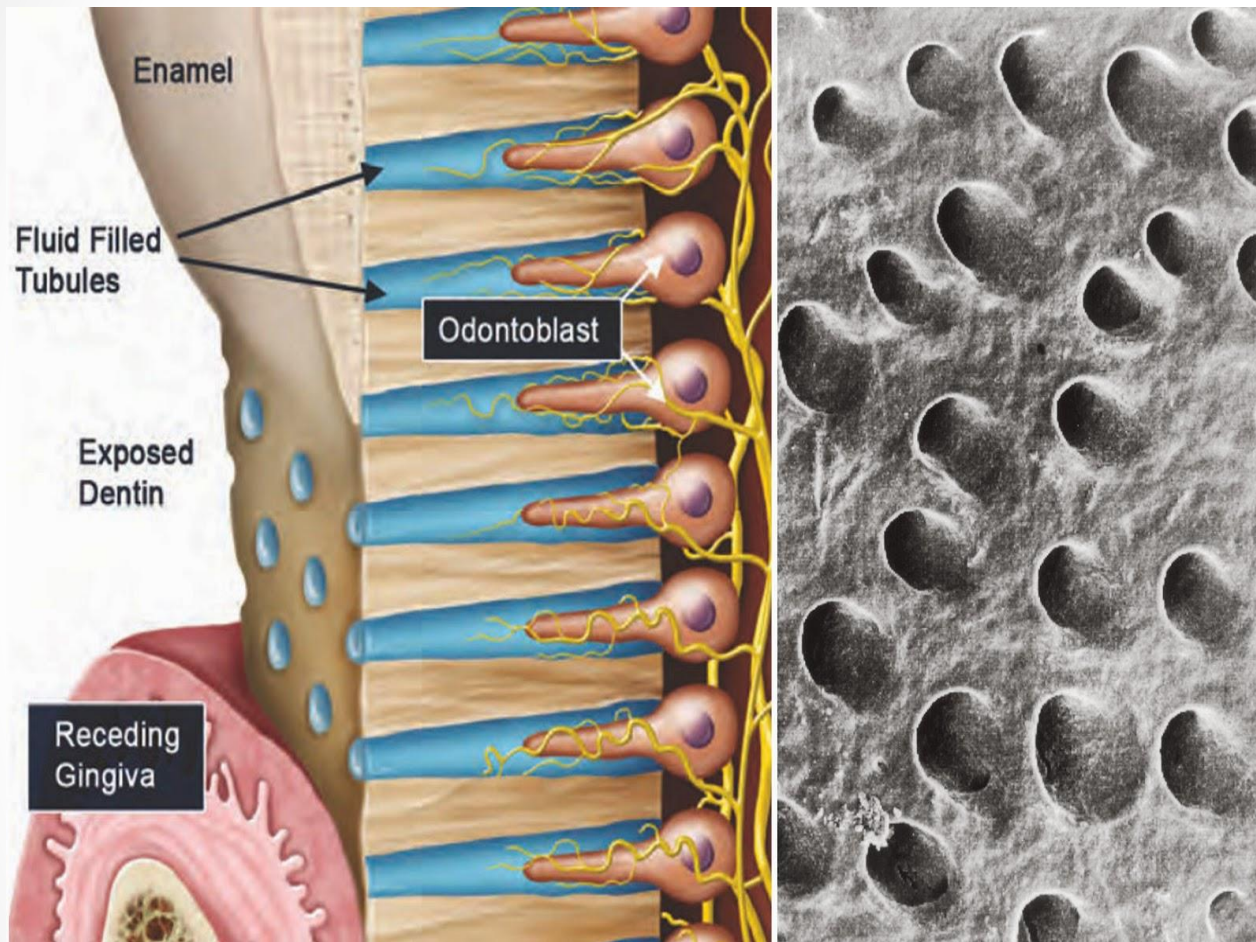 Enamel
Fluid Filled
Tubules
Odontoblast
Exposed
Dentin
Receding
Gingiva